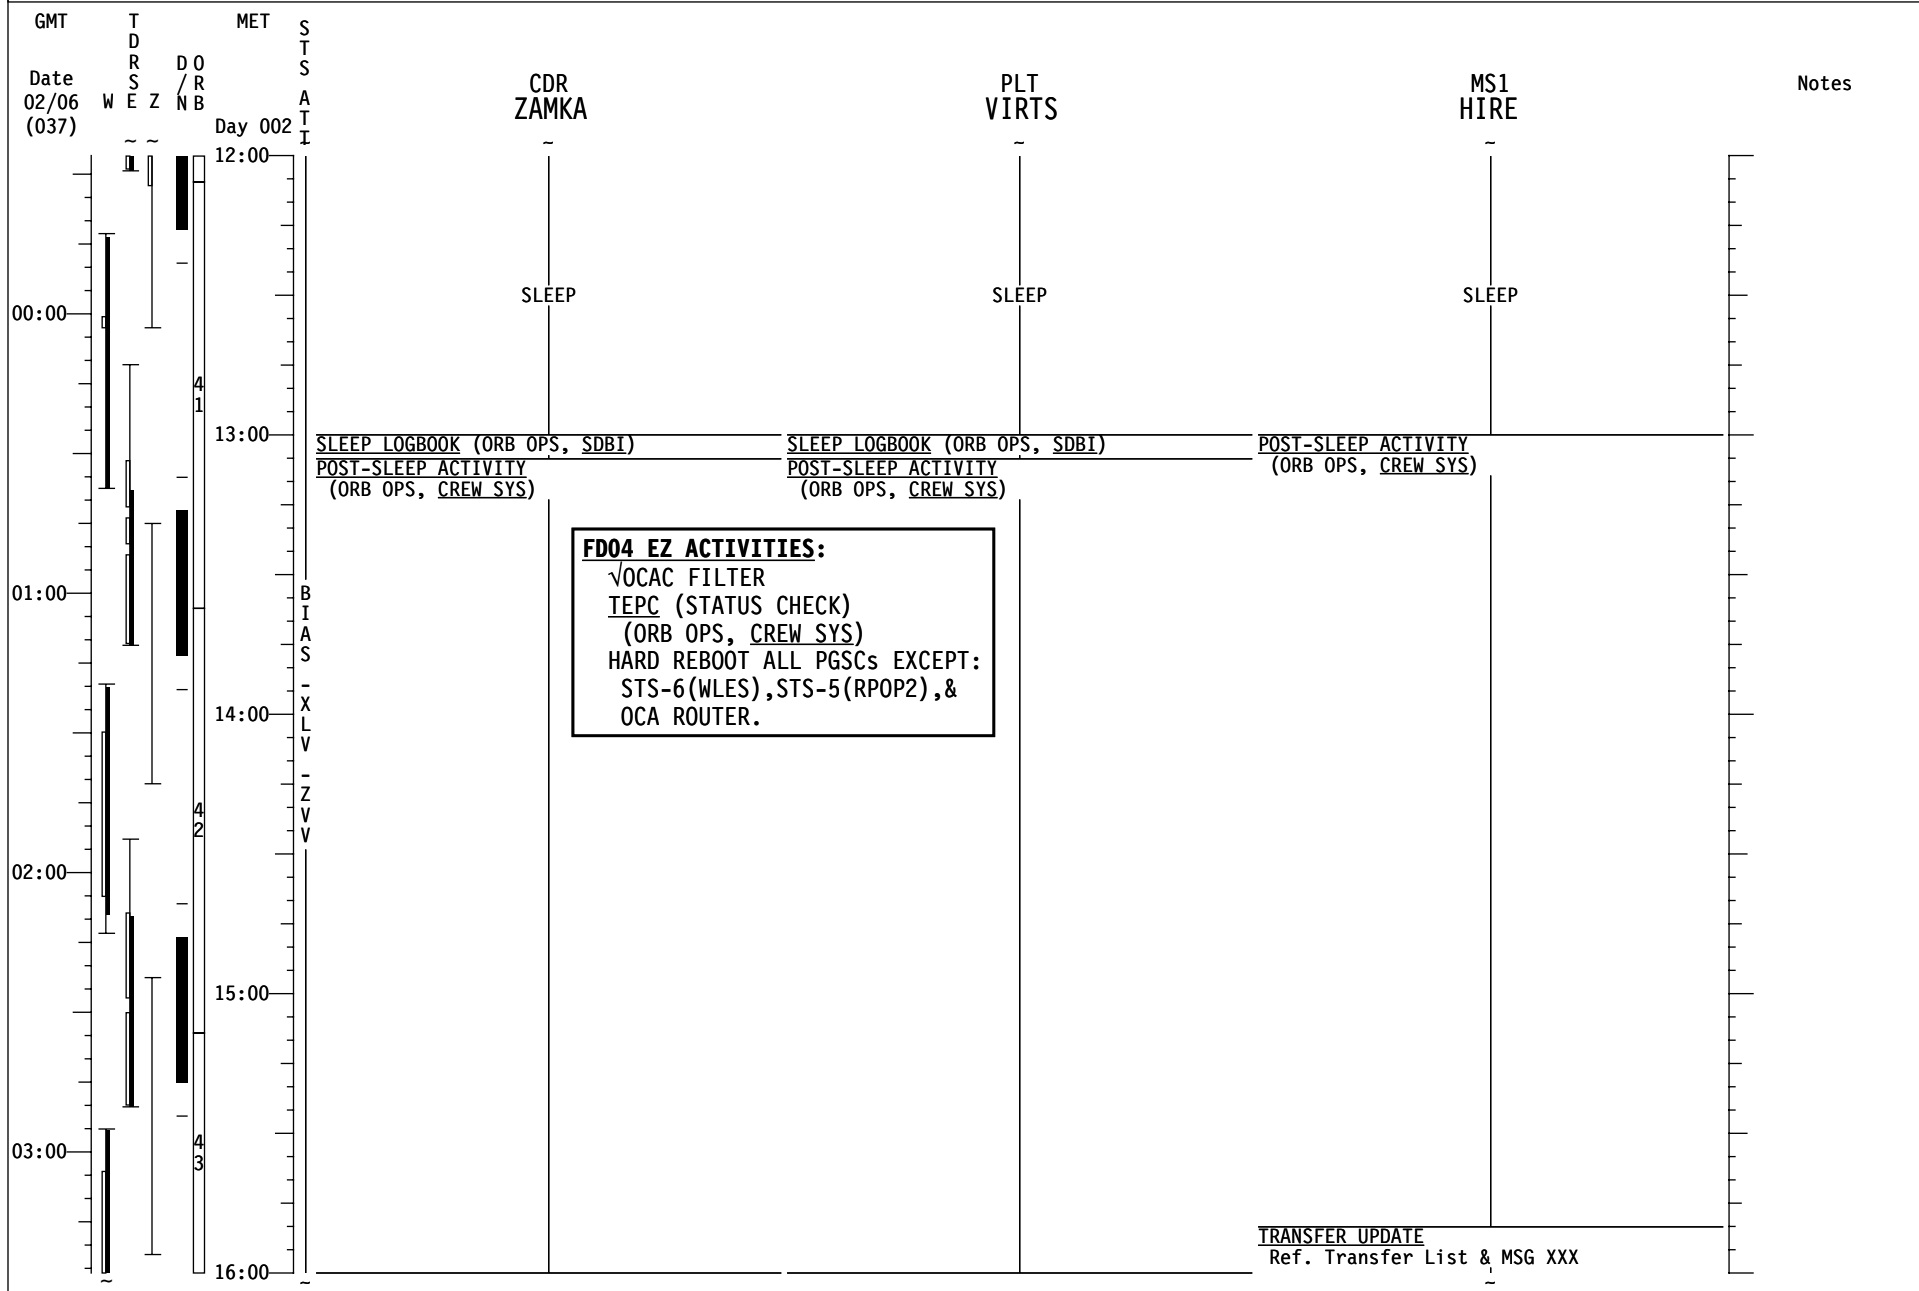 GMT
TDRS
MET
STS ATT
Date
02/06
(037)
W E Z
D/N
ORB
Day 002
CDR
ZAMKA
PLT
VIRTS
MS1
HIRE
Notes
~ ~ ~ ~ ~
12:00
SLEEP SLEEP SLEEP
00:00
41
13:00
SLEEP LOGBOOK (ORB OPS, SDBI)
POST-SLEEP ACTIVITY
(ORB OPS, CREW SYS)
SLEEP LOGBOOK (ORB OPS, SDBI)
POST-SLEEP ACTIVITY
(ORB OPS, CREW SYS)
POST-SLEEP ACTIVITY
(ORB OPS, CREW SYS)
FD04 EZ ACTIVITIES:
√OCAC FILTER
TEPC (STATUS CHECK)
(ORB OPS, CREW SYS)
HARD REBOOT ALL PGSCs EXCEPT:
STS-6(WLES),STS-5(RPOP2),&
OCA ROUTER.
01:00
BIAS -XLV -ZVV
14:00
42
02:00
15:00
03:00
43
TRANSFER UPDATE
Ref. Transfer List & MSG XXX
16:00
~ ~ ~